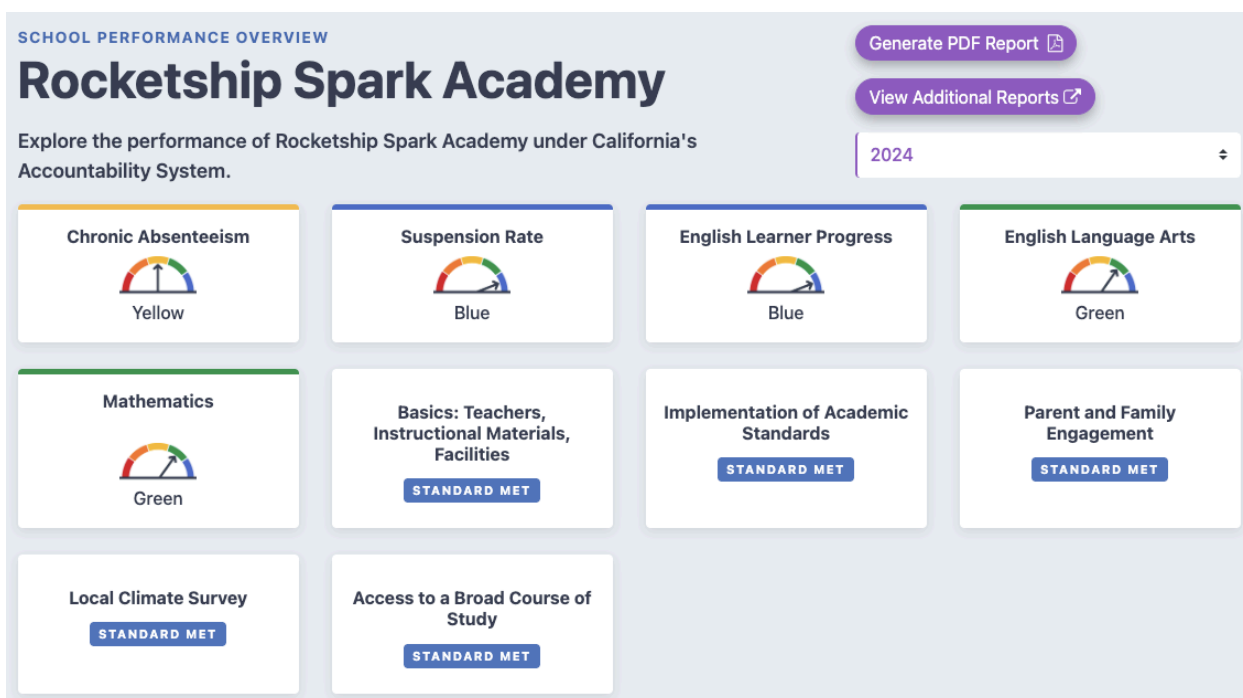 SCHOOL PERFORMANCE OVERVIEW
Rocketship Spark Academy
Explore the performance of Rocketship Spark Academy under California's
Accountability System.
Generate PDF Report
View Additional Reports
2024
Chronic Absenteeism
Yellow
Suspension Rate
Blue
English Learner Progress
Blue
English Language Arts
Green
Mathematics
Green
Basics: Teachers,
Instructional Materials,
Facilities
STANDARD MET
Implementation of Academic
Standards
STANDARD MET
Parent and Family
Engagement
STANDARD MET
Local Climate Survey
STANDARD MET
Access to a Broad Course of
Study
STANDARD MET